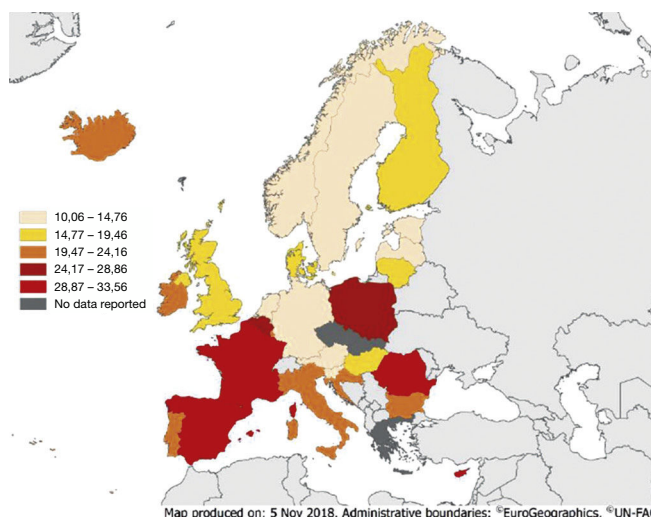 10,06 – 14,76
14,77 – 19,46
19,47 – 24,16
24,17 – 28,86
28,87 – 33,56
No data reported
Map produced on: 5 Nov 2018. Administrative boundaries: ©EuroGeographics, ©UN-FAO